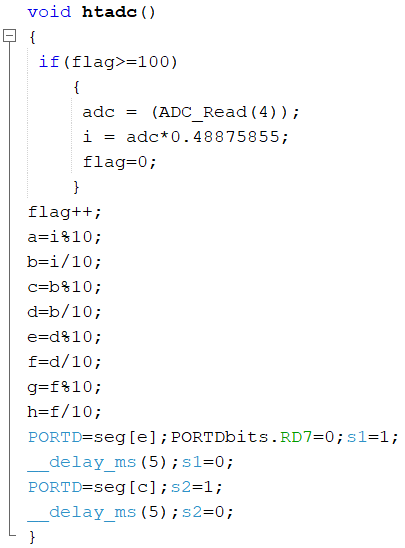 void htadc()
{
if(flag>=100)
{
adc = (ADC_Read(4));
i = adc*0.48875855;
flag=0;
}
flag++;
a=i%10;
b=i/10;
c=b%10;
d=b/10;
e=d%10;
f=d/10;
g=f%10;
h=f/10;
PORTD=seg[e];PORTDbits.RD7=0;s1=1;
__delay_ms(5);s1=0;
PORTD=seg[c];s2=1;
__delay_ms(5);s2=0;
}